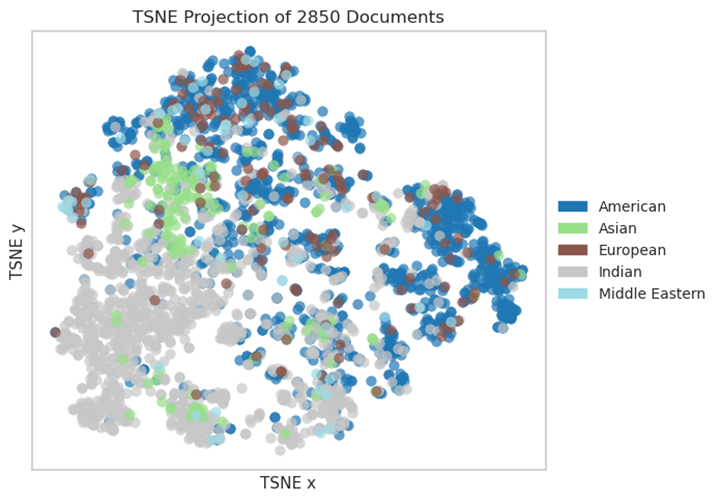 TSNE Projection of 2850 Documents
TSNE y
American
Asian
European
Indian
Middle Eastern
TSNE x